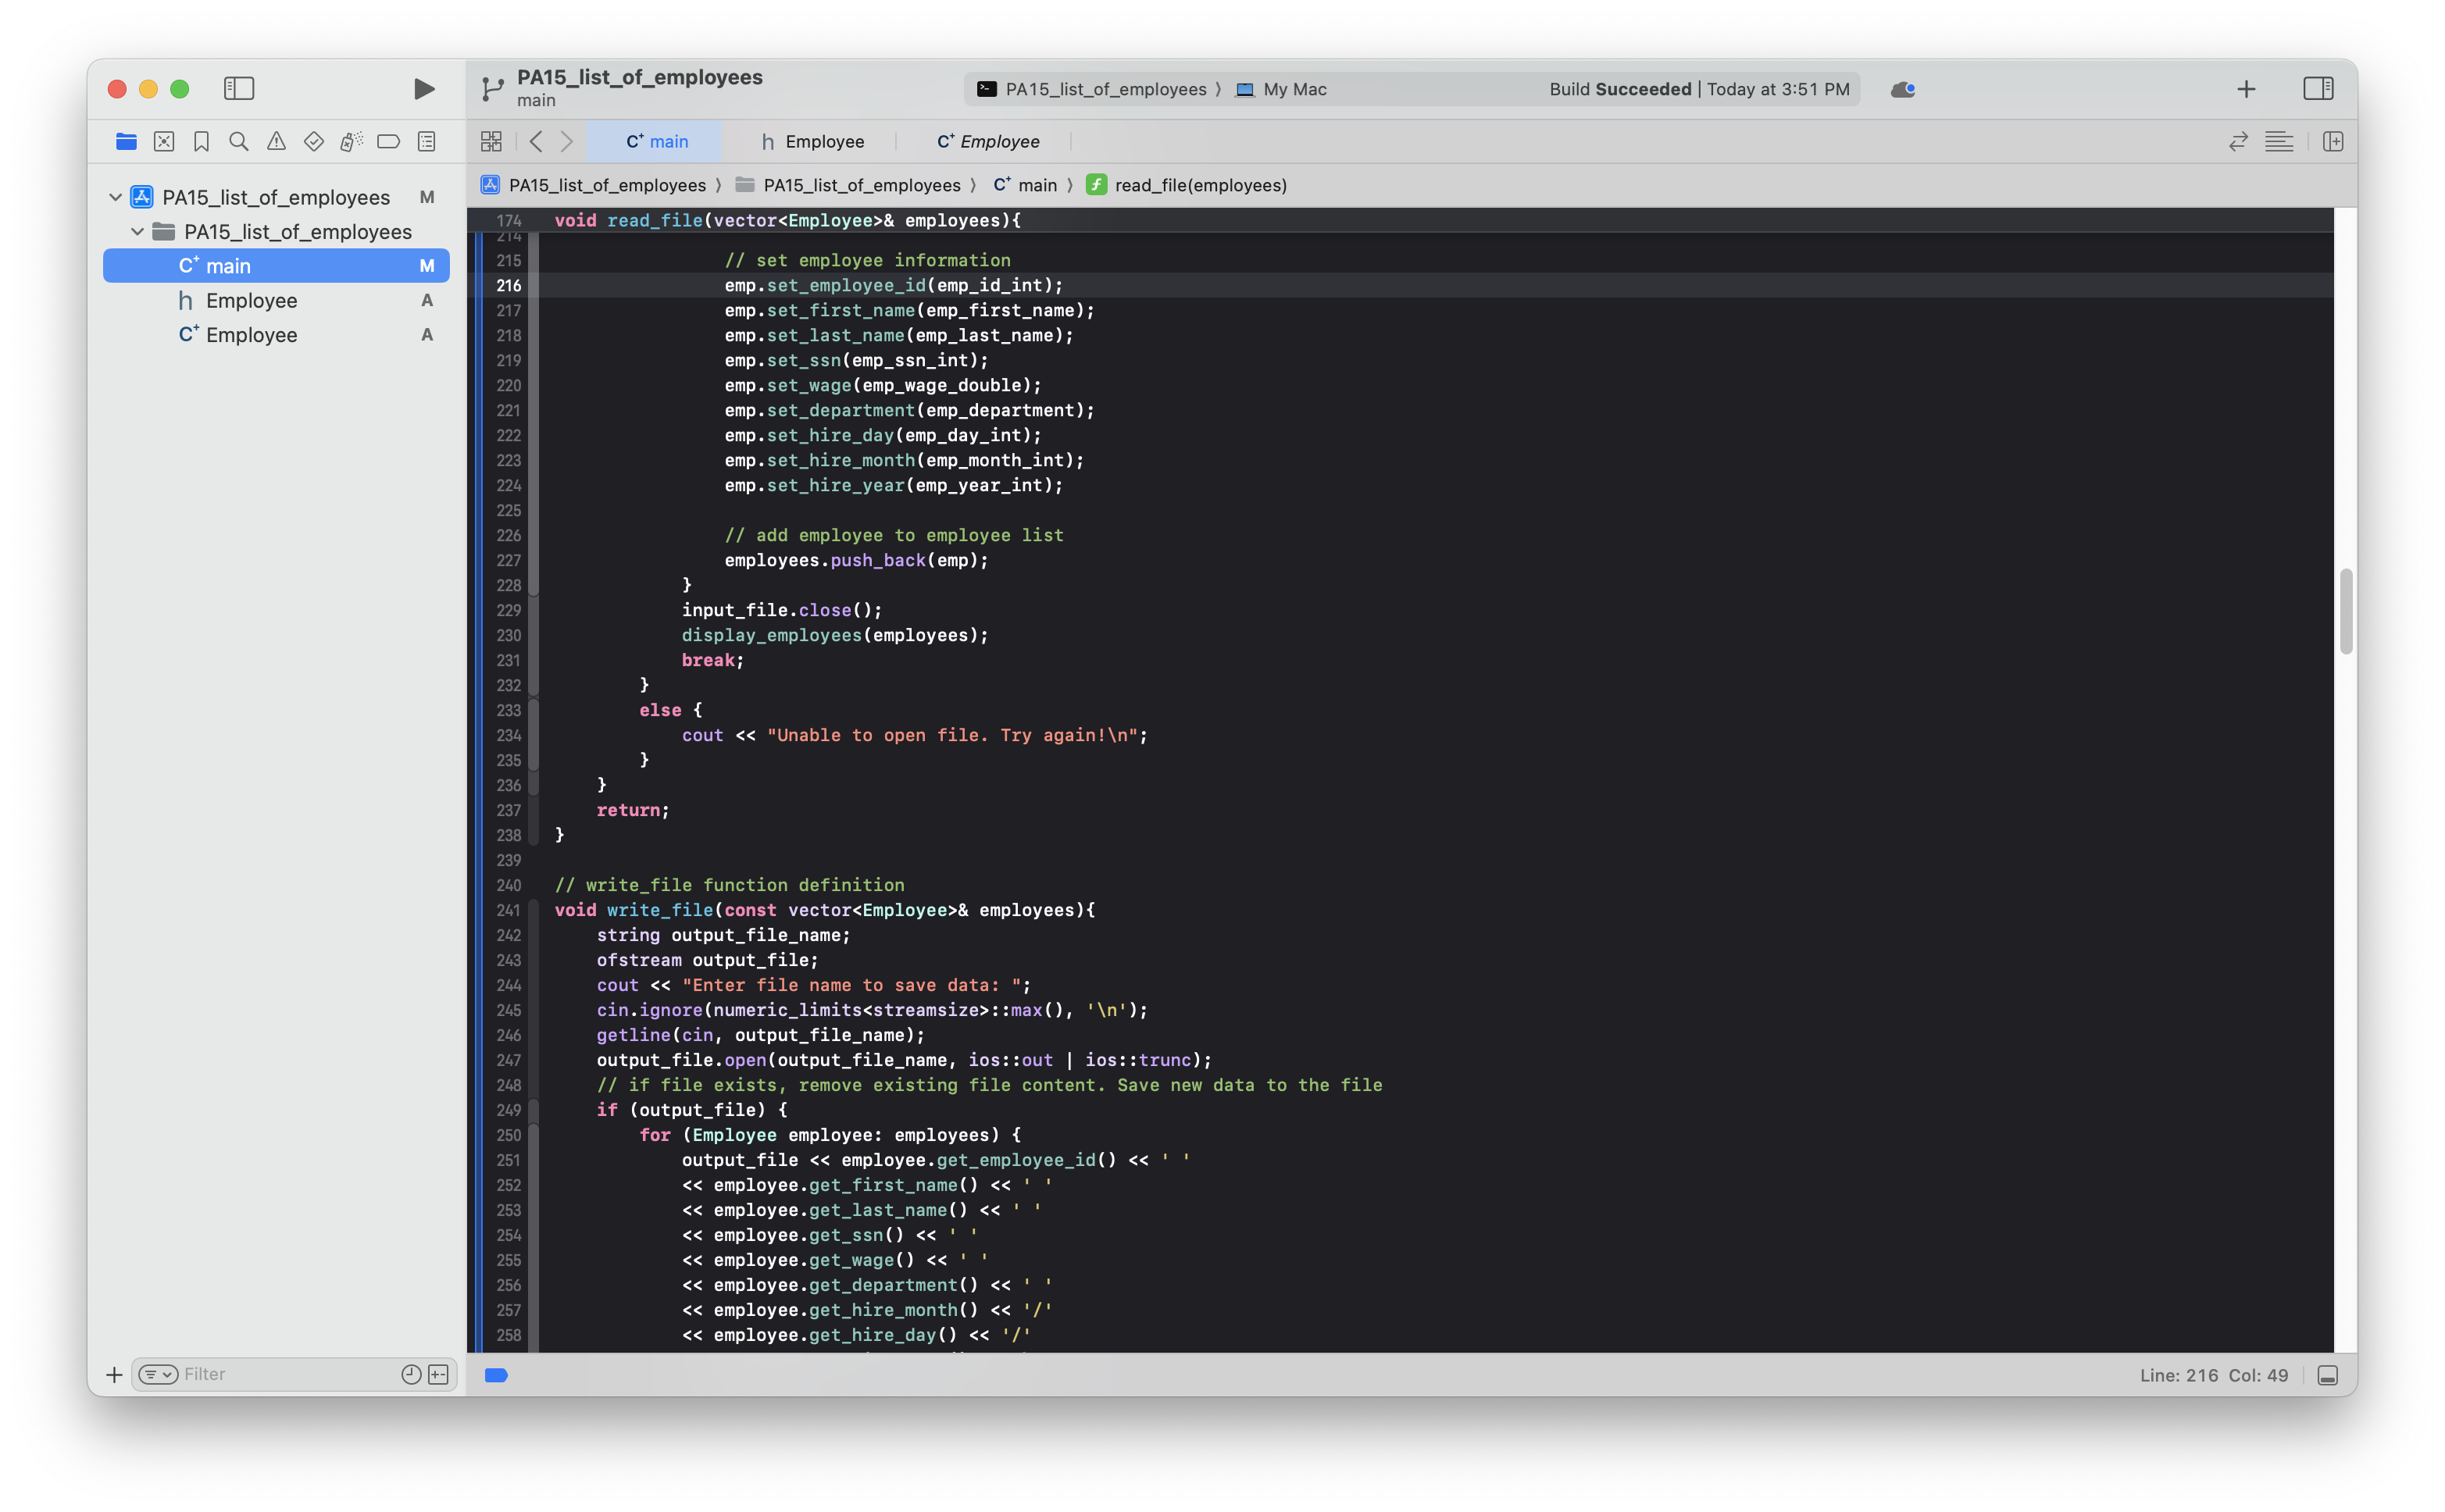 PA15_list_of_employees
main
PA15_list_of_employees 〉 My Mac
Build Succeeded | Today at 3:51 PM
C+ main
h Employee
C+ Employee
PA15_list_of_employees M
PA15_list_of_employees
C+ main M
h Employee A
C+ Employee A
Filter
PA15_list_of_employees 〉 PA15_list_of_employees 〉 C+ main 〉 f read_file(employees)
174 void read_file(vector<Employee>& employees){
214
215 // set employee information
216 emp.set_employee_id(emp_id_int);
217 emp.set_first_name(emp_first_name);
218 emp.set_last_name(emp_last_name);
219 emp.set_ssn(emp_ssn_int);
220 emp.set_wage(emp_wage_double);
221 emp.set_department(emp_department);
222 emp.set_hire_day(emp_day_int);
223 emp.set_hire_month(emp_month_int);
224 emp.set_hire_year(emp_year_int);
225
226 // add employee to employee list
227 employees.push_back(emp);
228 }
229 input_file.close();
230 display_employees(employees);
231 break;
232 }
233 else {
234 cout << "Unable to open file. Try again!\n";
235 }
236 }
237 return;
238 }
239
240 // write_file function definition
241 void write_file(const vector<Employee>& employees){
242 string output_file_name;
243 ofstream output_file;
244 cout << "Enter file name to save data: ";
245 cin.ignore(numeric_limits<streamsize>::max(), '\n');
246 getline(cin, output_file_name);
247 output_file.open(output_file_name, ios::out | ios::trunc);
248 // if file exists, remove existing file content. Save new data to the file
249 if (output_file) {
250 for (Employee employee: employees) {
251 output_file << employee.get_employee_id() << ' '
252 << employee.get_first_name() << ' '
253 << employee.get_last_name() << ' '
254 << employee.get_ssn() << ' '
255 << employee.get_wage() << ' '
256 << employee.get_department() << ' '
257 << employee.get_hire_month() << '/'
258 << employee.get_hire_day() << '/'
Line: 216 Col: 49